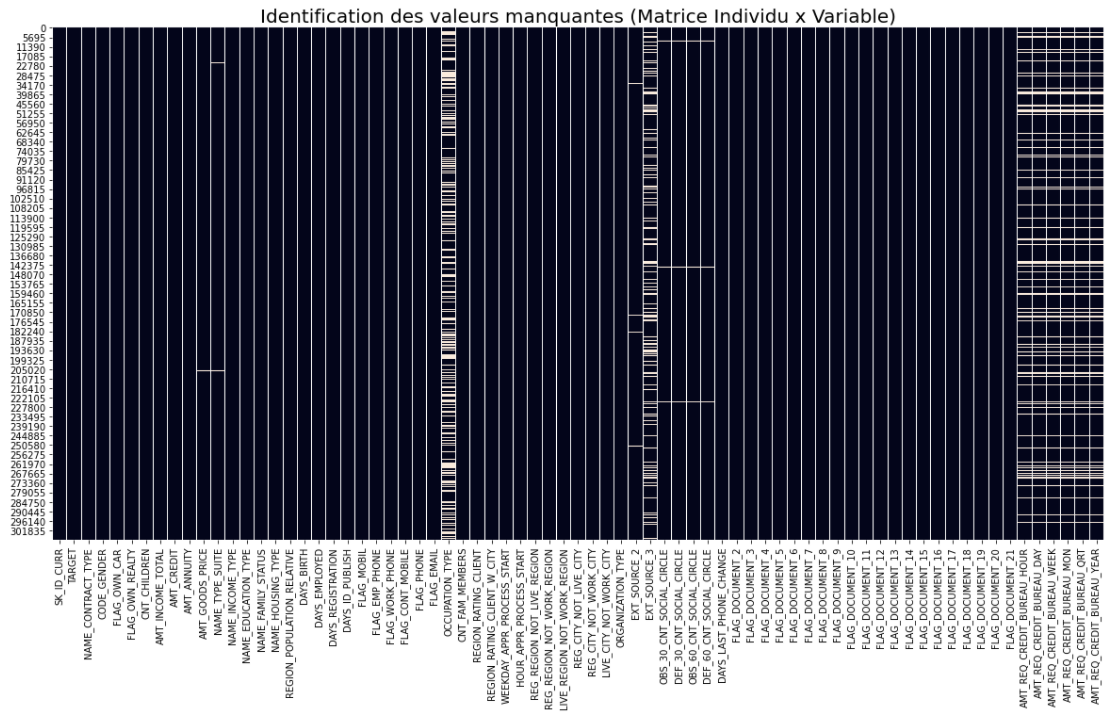 Identification des valeurs manquantes (Matrice Individu x Variable)
0
5695
11390
17085
22780
28475
34170
39865
45560
51255
56950
62645
68340
74035
79730
85425
91120
96815
102510
108205
113900
119595
125290
130985
136680
142375
148070
153765
159460
165155
170850
176545
182240
187935
193630
199325
205020
210715
216410
222105
227800
233495
239190
244885
250580
256275
261970
267665
273360
279055
284750
290445
296140
301835
SK_ID_CURR
TARGET
NAME_CONTRACT_TYPE
CODE_GENDER
FLAG_OWN_CAR
FLAG_OWN_REALTY
CNT_CHILDREN
AMT_INCOME_TOTAL
AMT_CREDIT
AMT_ANNUITY
AMT_GOODS_PRICE
NAME_TYPE_SUITE
NAME_INCOME_TYPE
NAME_EDUCATION_TYPE
NAME_FAMILY_STATUS
NAME_HOUSING_TYPE
REGION_POPULATION_RELATIVE
DAYS_BIRTH
DAYS_EMPLOYED
DAYS_REGISTRATION
DAYS_ID_PUBLISH
FLAG_MOBIL
FLAG_EMP_PHONE
FLAG_WORK_PHONE
FLAG_CONT_MOBILE
FLAG_PHONE
FLAG_EMAIL
OCCUPATION_TYPE
CNT_FAM_MEMBERS
REGION_RATING_CLIENT
REGION_RATING_CLIENT_W_CITY
WEEKDAY_APPR_PROCESS_START
HOUR_APPR_PROCESS_START
REG_REGION_NOT_LIVE_REGION
REG_REGION_NOT_WORK_REGION
LIVE_REGION_NOT_WORK_REGION
REG_CITY_NOT_LIVE_CITY
REG_CITY_NOT_WORK_CITY
LIVE_CITY_NOT_WORK_CITY
ORGANIZATION_TYPE
EXT_SOURCE_2
EXT_SOURCE_3
OBS_30_CNT_SOCIAL_CIRCLE
DEF_30_CNT_SOCIAL_CIRCLE
OBS_60_CNT_SOCIAL_CIRCLE
DEF_60_CNT_SOCIAL_CIRCLE
DAYS_LAST_PHONE_CHANGE
FLAG_DOCUMENT_2
FLAG_DOCUMENT_3
FLAG_DOCUMENT_4
FLAG_DOCUMENT_5
FLAG_DOCUMENT_6
FLAG_DOCUMENT_7
FLAG_DOCUMENT_8
FLAG_DOCUMENT_9
FLAG_DOCUMENT_10
FLAG_DOCUMENT_11
FLAG_DOCUMENT_12
FLAG_DOCUMENT_13
FLAG_DOCUMENT_14
FLAG_DOCUMENT_15
FLAG_DOCUMENT_16
FLAG_DOCUMENT_17
FLAG_DOCUMENT_18
FLAG_DOCUMENT_19
FLAG_DOCUMENT_20
FLAG_DOCUMENT_21
AMT_REQ_CREDIT_BUREAU_HOUR
AMT_REQ_CREDIT_BUREAU_DAY
AMT_REQ_CREDIT_BUREAU_WEEK
AMT_REQ_CREDIT_BUREAU_MON
AMT_REQ_CREDIT_BUREAU_QRT
AMT_REQ_CREDIT_BUREAU_YEAR